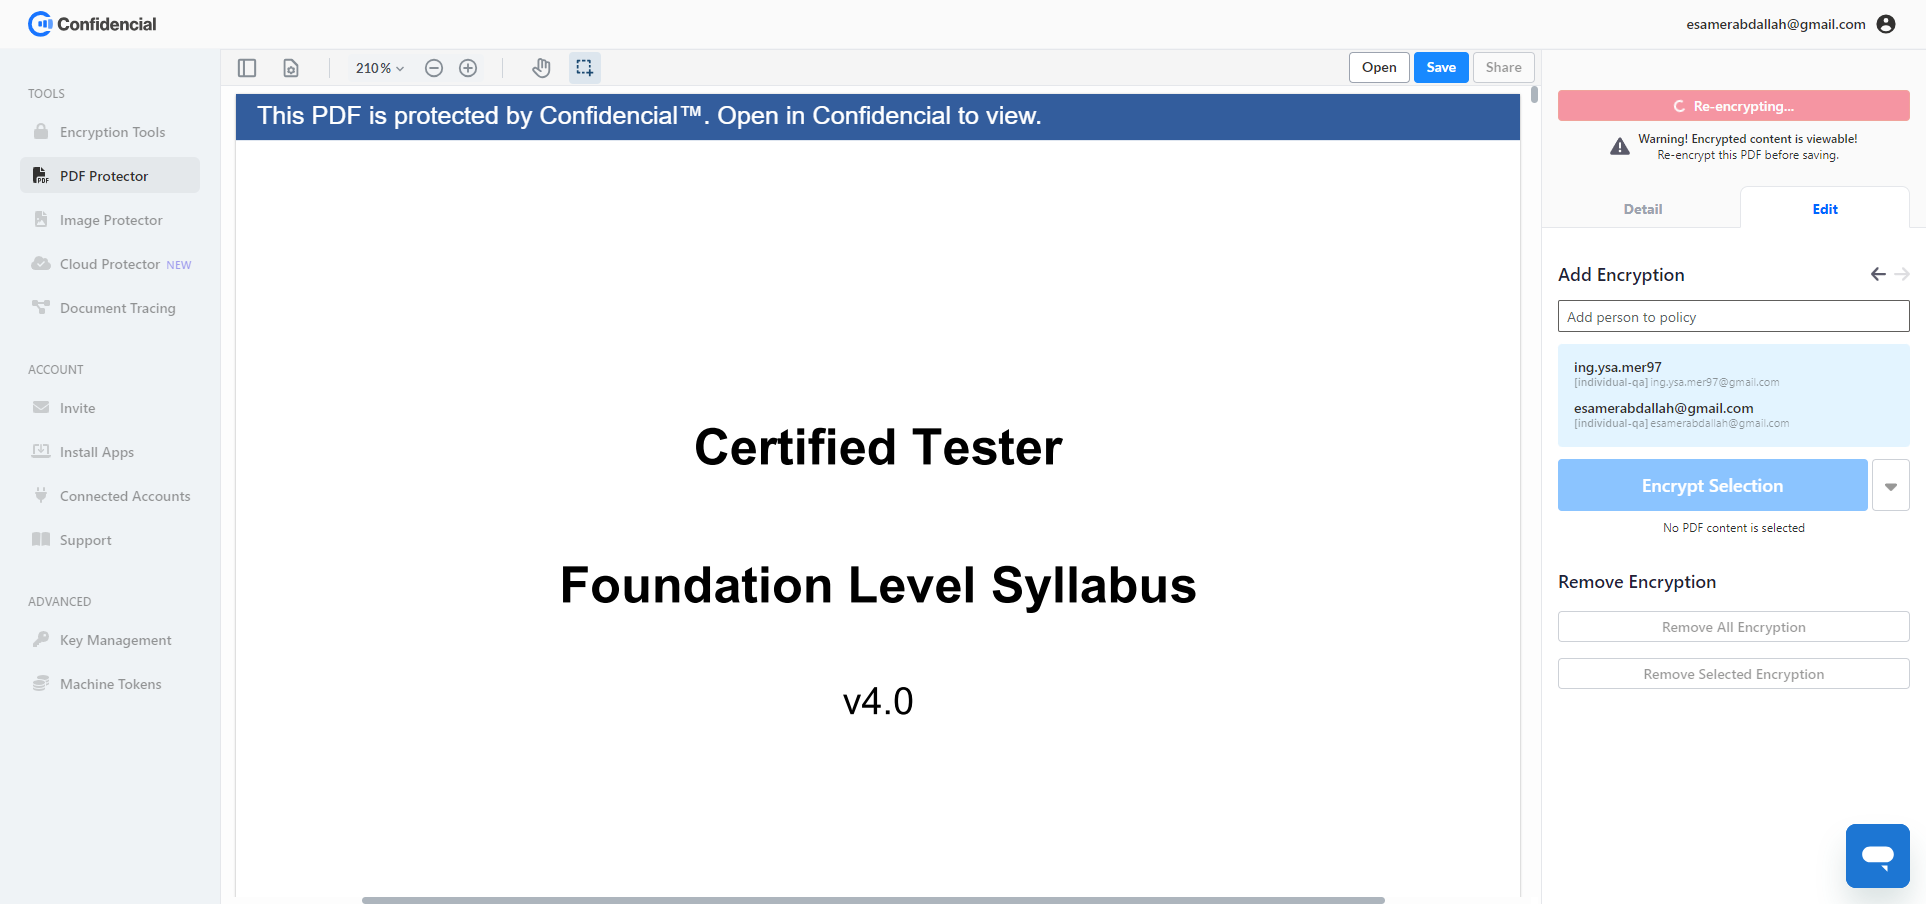 Confidencial
esamerabdallah@gmail.com
TOOLS
Encryption Tools
PDF Protector
Image Protector
Cloud Protector NEW
Document Tracing
ACCOUNT
Invite
Install Apps
Connected Accounts
Support
ADVANCED
Key Management
Machine Tokens
210%
Open
Save
Share
This PDF is protected by Confidencial™. Open in Confidencial to view.
Certified Tester
Foundation Level Syllabus
v4.0
Re-encrypting...
Warning! Encrypted content is viewable!
Re-encrypt this PDF before saving.
Detail
Edit
Add Encryption
Add person to policy
ing.ysa.mer97
[individual-qa] ing.ysa.mer97@gmail.com
esamerabdallah@gmail.com
[individual-qa] esamerabdallah@gmail.com
Encrypt Selection
No PDF content is selected
Remove Encryption
Remove All Encryption
Remove Selected Encryption